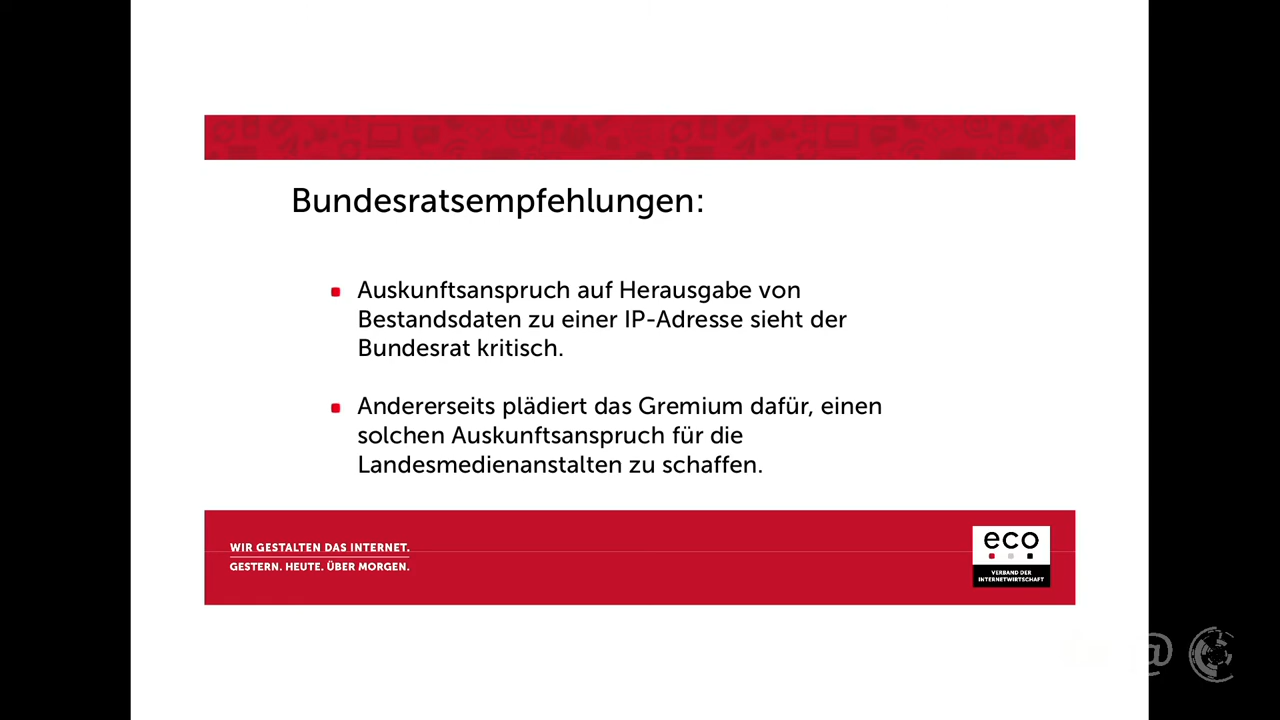 Bundesratsempfehlungen:
Auskunftsanspruch auf Herausgabe von
Bestandsdaten zu einer IP-Adresse sieht der
Bundesrat kritisch.
Andererseits plädiert das Gremium dafür, einen
solchen Auskunftsanspruch für die
Landesmedienanstalten zu schaffen.
WIR GESTALTEN DAS INTERNET.
GESTERN. HEUTE. ÜBER MORGEN.
eco
VERBAND DER
INTERNETWIRTSCHAFT
@